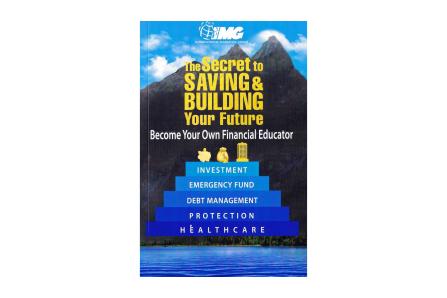 IMG
The Secret to
SAVING &
BUILDING
Your Future
Become Your Own Financial Educator
INVESTMENT
EMERGENCY FUND
DEBT MANAGEMENT
PROTECTION
HEALTHCARE